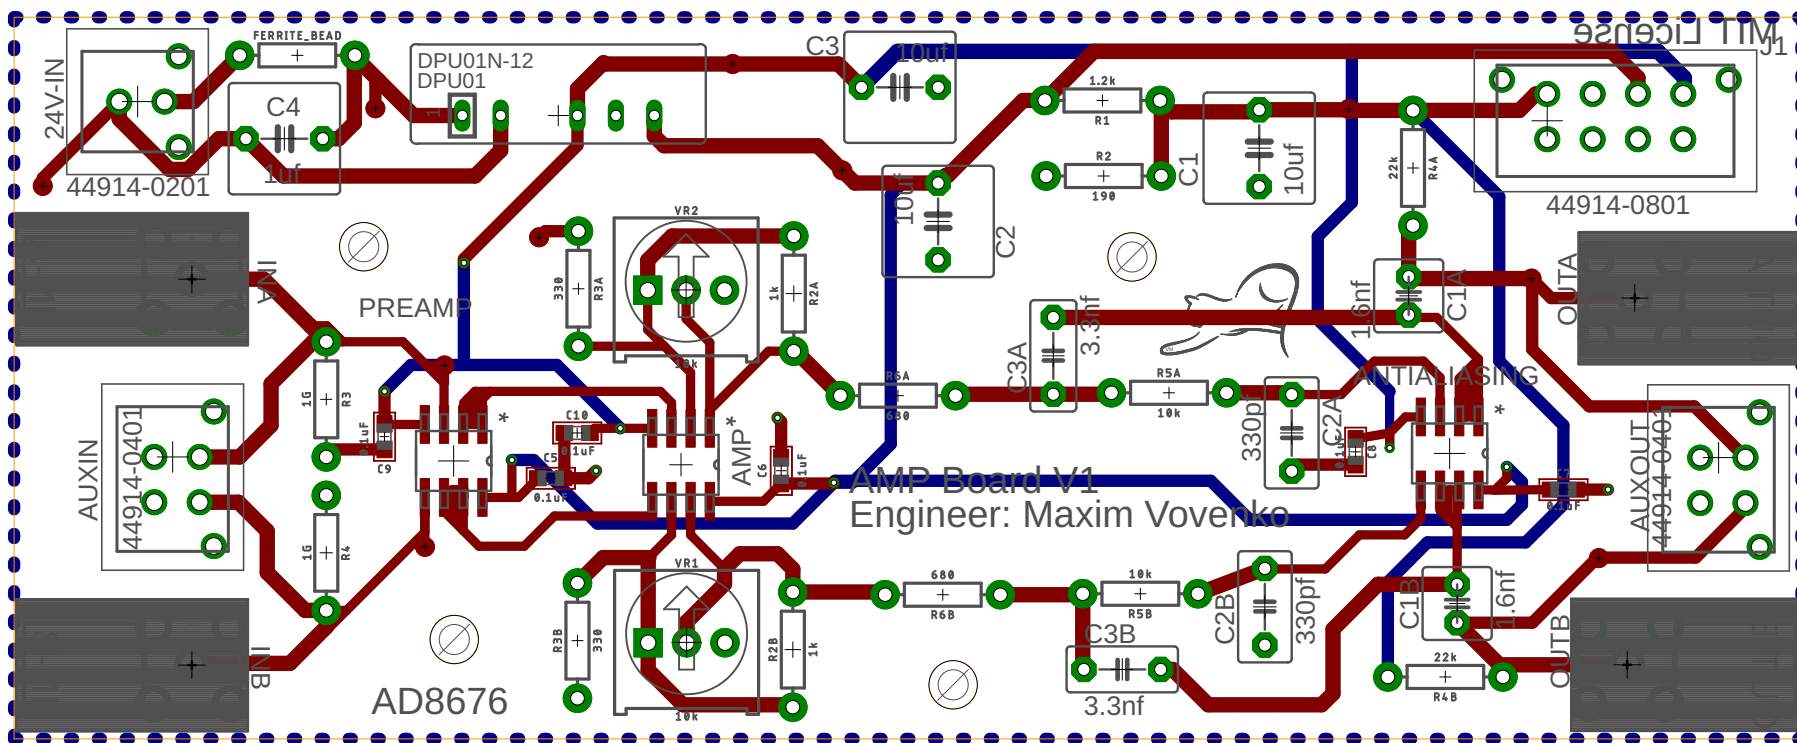 MIT License
FERRITE_BEAD
24V-IN
C4
1uf
44914-0201
DPU01N-12
DPU01
1
C3
10uf
1.2k
R1
R2
190
C1
10uf
22k
R4A
J1
44914-0801
10uf
C2
INA
PREAMP
330
R3A
VR2
10k
1k
R2A
C3A
3.3nf
1.6nf
C1A
OUTA
R6A
680
R5A
10k
330pf
C2A
ANTIALIASING
AUXIN
44914-0401
1G
R3
0.1uF
C9
*
C10
0.1uF
C5
0.1uF
AMP
*
C6
0.1uF
AMP Board V1
Engineer: Maxim Vovenko
0.1uF
C8
*
0.1uF
AUXOUT
44914-0401
1G
R4
INB
AD8676
R3B
330
VR1
10k
R2B
1k
680
R6B
10k
R5B
C2B
330pf
C3B
3.3nf
C1B
1.6nf
22k
R4B
OUTB